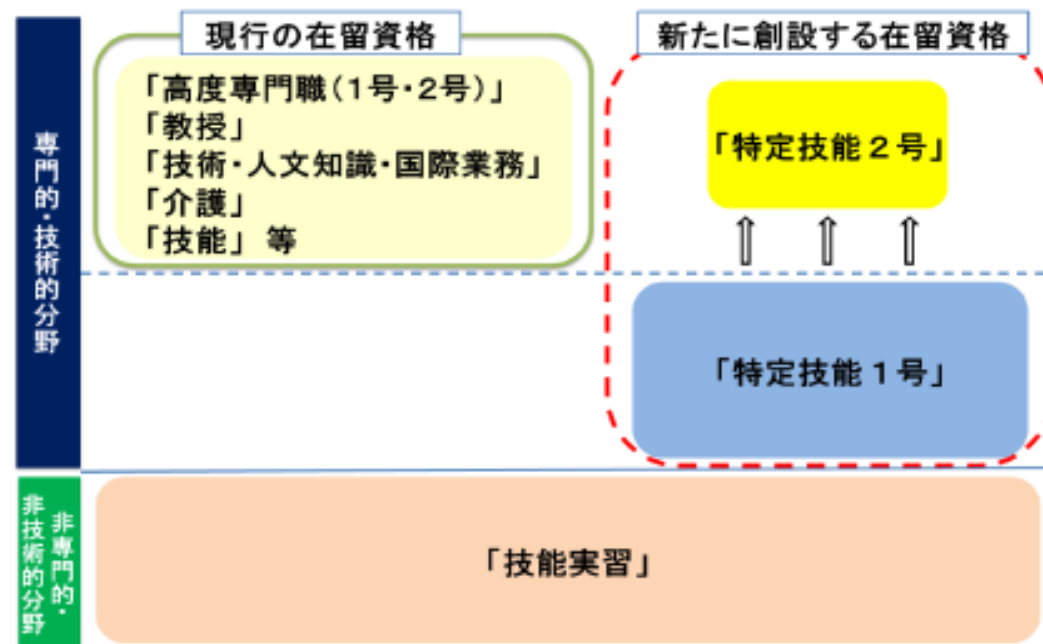 現行の在留資格
新たに創設する在留資格
専門的・技術的分野
「高度専門職(1号・2号)」
「教授」
「技術・人文知識・国際業務」
「介護」
「技能」 等
「特定技能２号」
「特定技能１号」
非専門的・
非技術的分野
「技能実習」